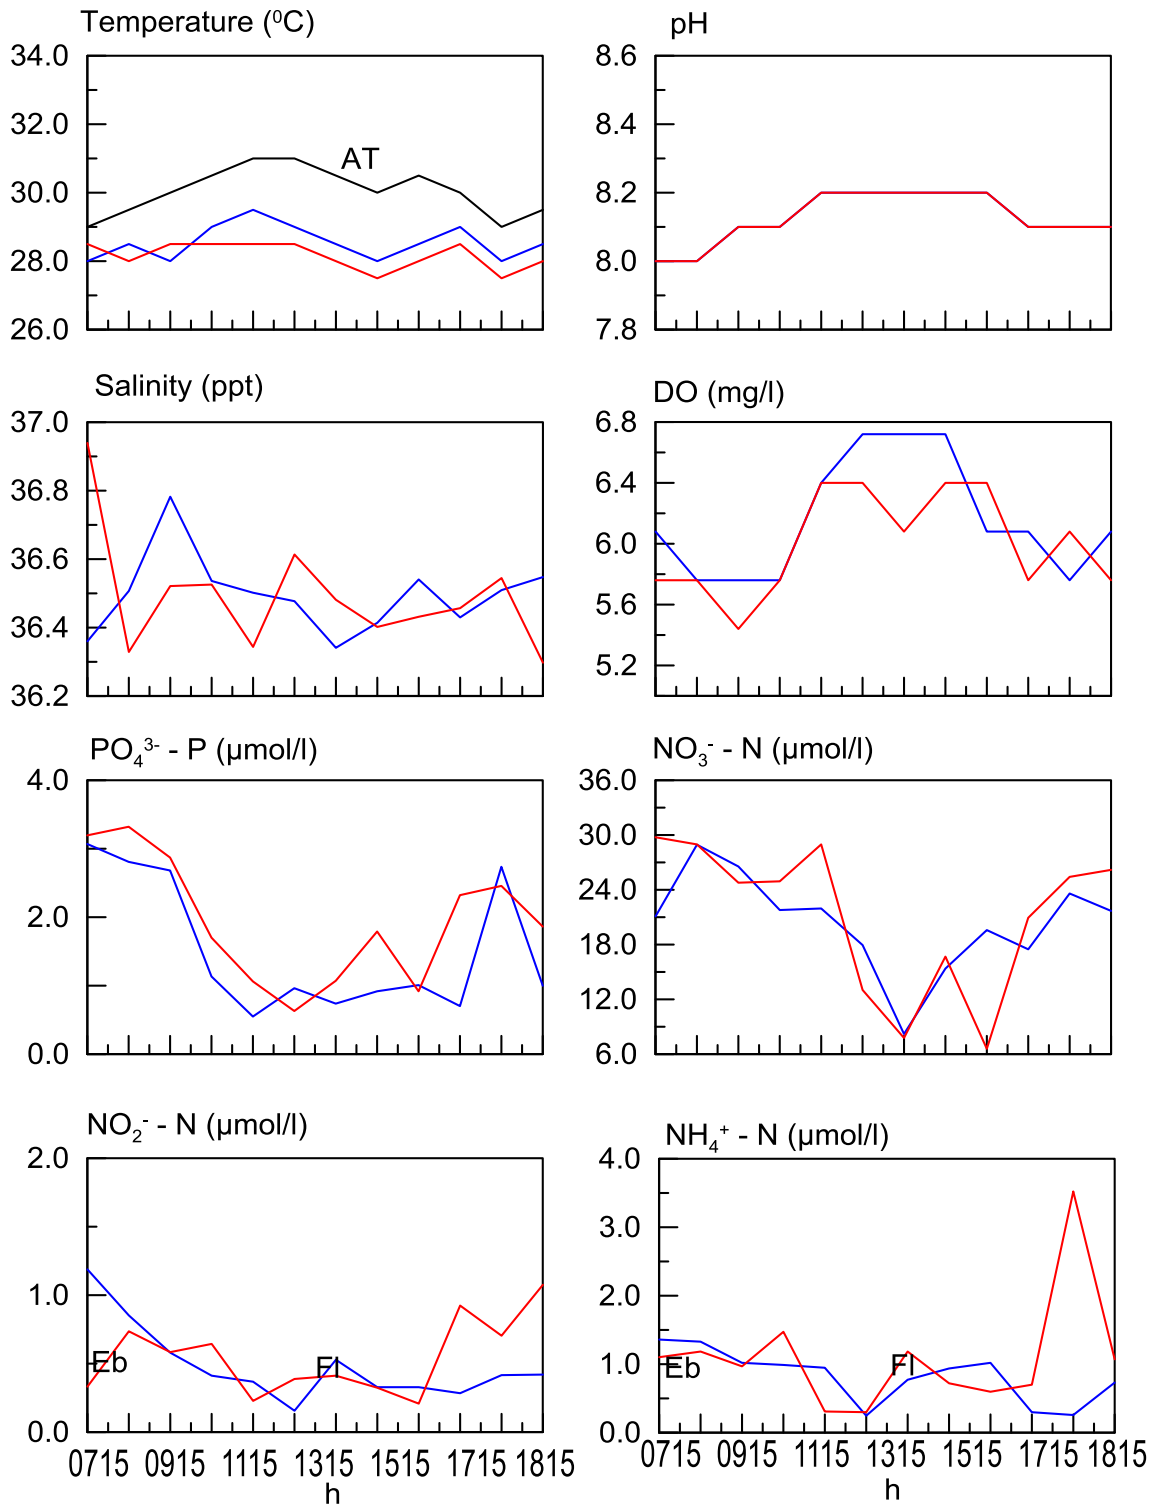 Temperature (⁰C)
34.0
32.0
30.0
28.0
26.0
AT
pH
8.6
8.4
8.2
8.0
7.8
Salinity (ppt)
37.0
36.8
36.6
36.4
36.2
DO (mg/l)
6.8
6.4
6.0
5.6
5.2
PO₄³⁻ - P (µmol/l)
4.0
2.0
0.0
NO₃⁻ - N (µmol/l)
36.0
30.0
24.0
18.0
12.0
6.0
NO₂⁻ - N (µmol/l)
2.0
1.0
0.0
Eb
Fl
0715 0915 1115 1315 1515 1715 1815
h
NH₄⁺ - N (µmol/l)
4.0
3.0
2.0
1.0
0.0
Eb
Fl
0715 0915 1115 1315 1515 1715 1815
h